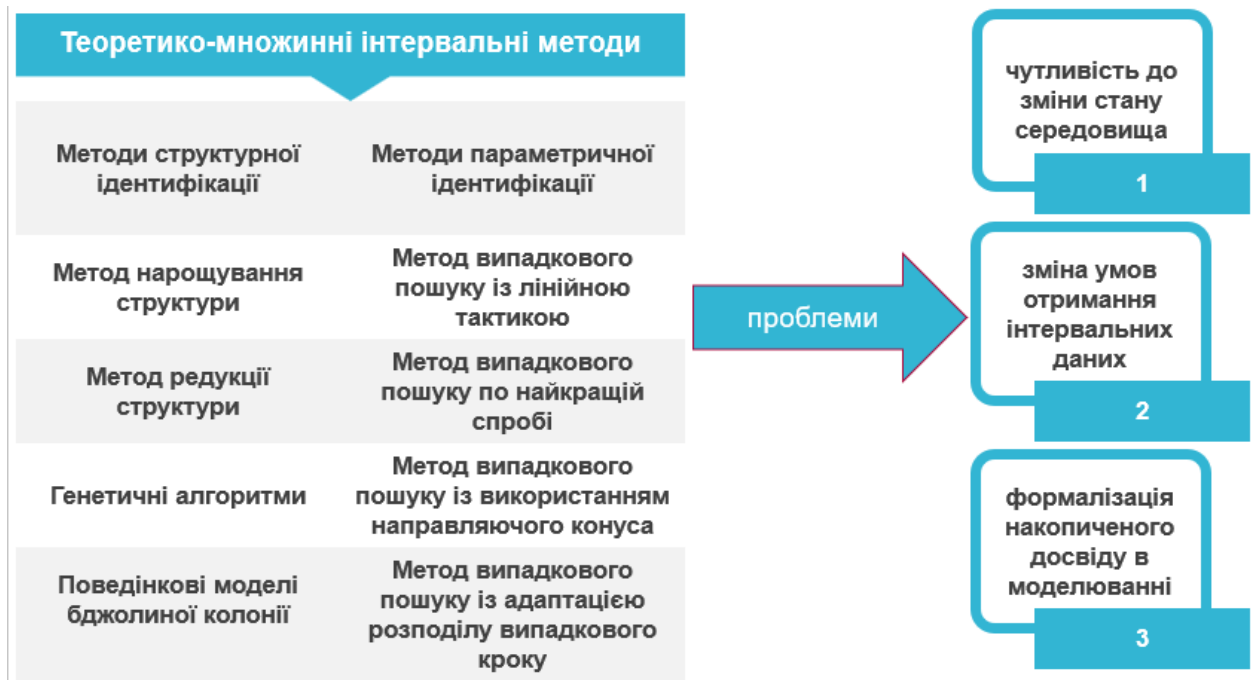 Теоретико-множинні інтервальні методи
Методи структурної
ідентифікації
Методи параметричної
ідентифікації
Метод нарощування
структури
Метод випадкового
пошуку із лінійною
тактикою
Метод редукції
структури
Метод випадкового
пошуку по найкращій
спробі
Генетичні алгоритми
Метод випадкового
пошуку із використанням
направляючого конуса
Поведінкові моделі
бджолиної колонії
Метод випадкового
пошуку із адаптацією
розподілу випадкового
кроку
проблеми
чутливість до
зміни стану
середовища
1
зміна умов
отримання
інтервальних
даних
2
формалізація
накопиченого
досвіду в
моделюванні
3